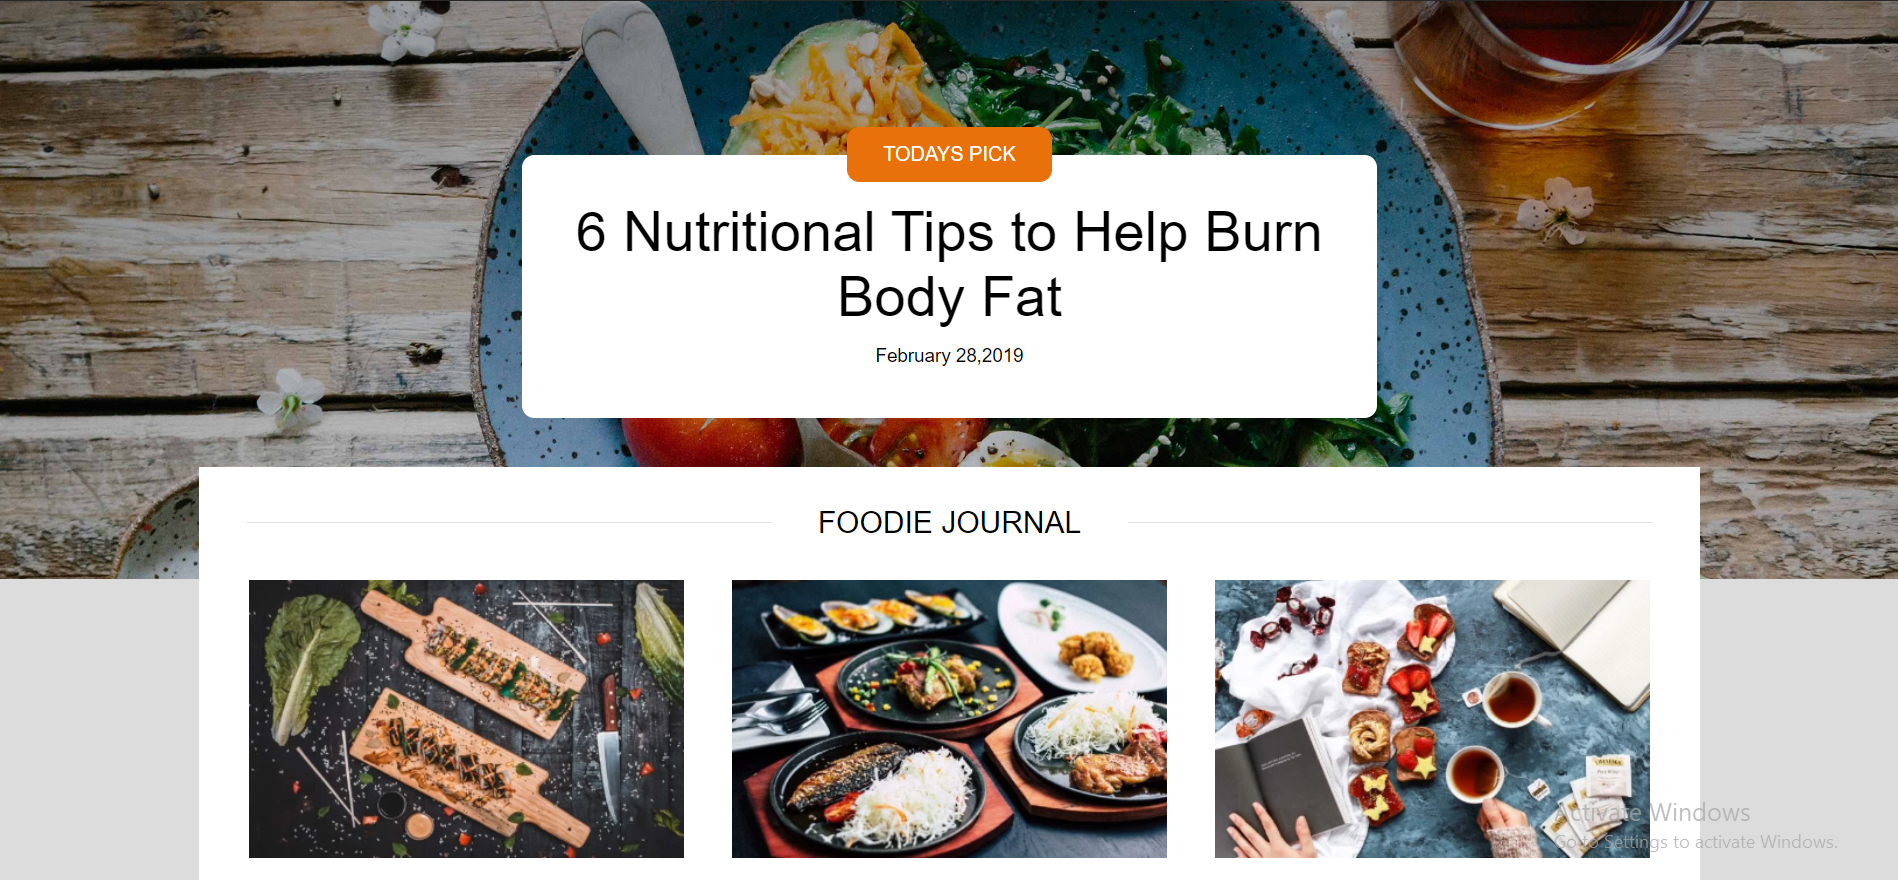 TODAYS PICK
6 Nutritional Tips to Help Burn
Body Fat
February 28,2019
FOODIE JOURNAL
Activate Windows
Go to Settings to activate Windows.